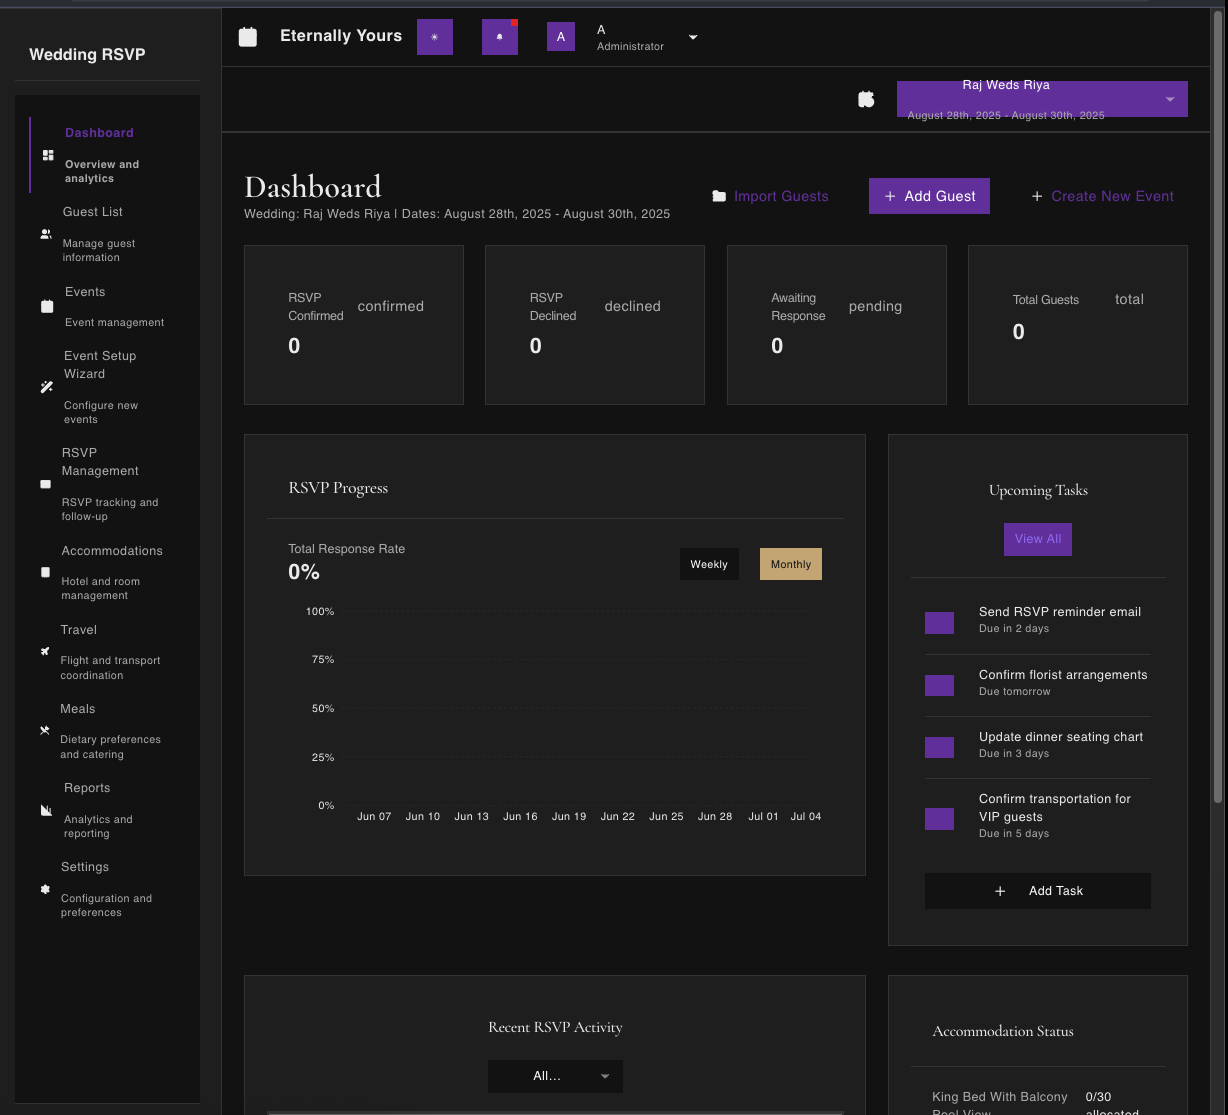 Wedding RSVP
Dashboard
Overview and
analytics
Guest List
Manage guest
information
Events
Event management
Event Setup
Wizard
Configure new
events
RSVP
Management
RSVP tracking and
follow-up
Accommodations
Hotel and room
management
Travel
Flight and transport
coordination
Meals
Dietary preferences
and catering
Reports
Analytics and
reporting
Settings
Configuration and
preferences
Eternally Yours
A
A
Administrator
Raj Weds Riya
August 28th, 2025 - August 30th, 2025
Dashboard
Wedding: Raj Weds Riya | Dates: August 28th, 2025 - August 30th, 2025
Import Guests
+ Add Guest
+ Create New Event
RSVP
Confirmed
confirmed
0
RSVP
Declined
declined
0
Awaiting
Response
pending
0
Total Guests
total
0
RSVP Progress
Total Response Rate
0%
Weekly
Monthly
100%
75%
50%
25%
0%
Jun 07 Jun 10 Jun 13 Jun 16 Jun 19 Jun 22 Jun 25 Jun 28 Jul 01 Jul 04
Upcoming Tasks
View All
Send RSVP reminder email
Due in 2 days
Confirm florist arrangements
Due tomorrow
Update dinner seating chart
Due in 3 days
Confirm transportation for
VIP guests
Due in 5 days
+ Add Task
Recent RSVP Activity
All...
Accommodation Status
King Bed With Balcony
Pool View
0/30
allocated